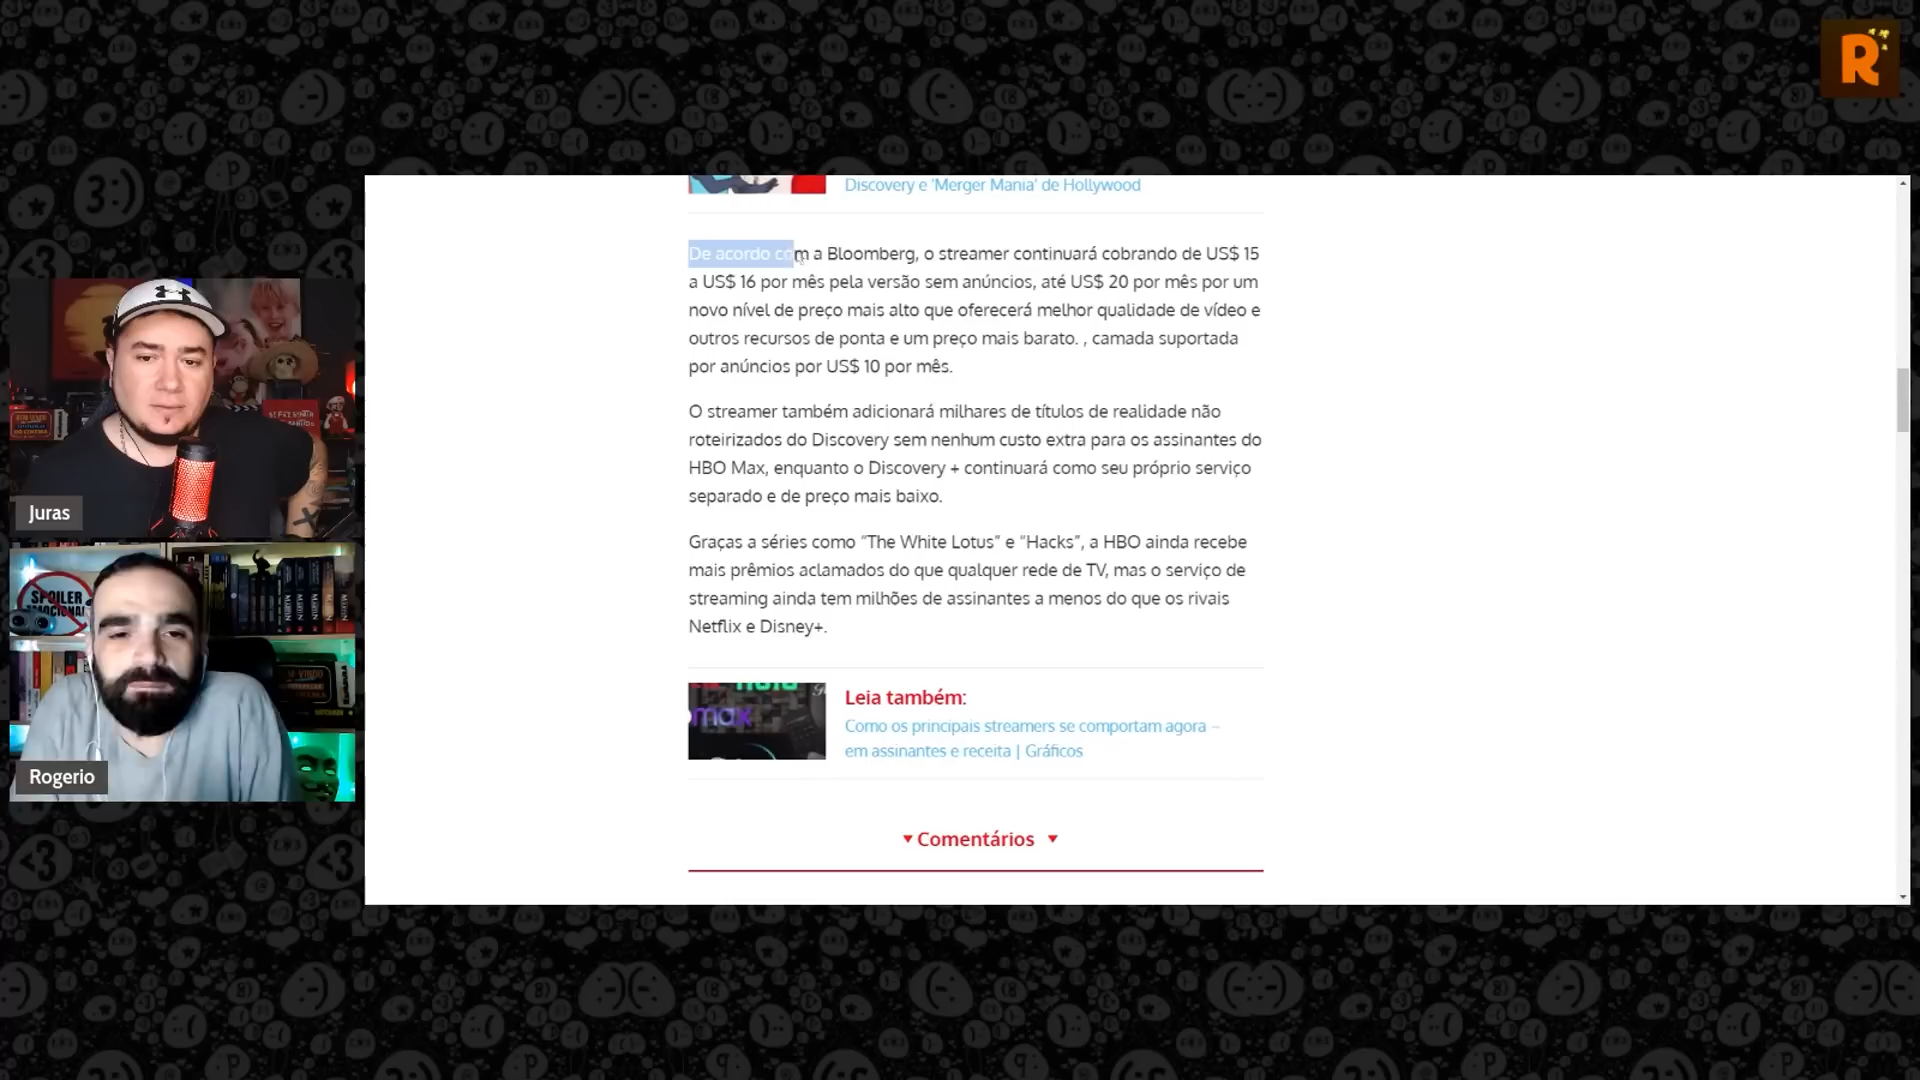 R
Discovery e 'Merger Mania' de Hollywood
De acordo com a Bloomberg, o streamer continuará cobrando de US$ 15
a US$ 16 por mês pela versão sem anúncios, até US$ 20 por mês por um
novo nível de preço mais alto que oferecerá melhor qualidade de vídeo e
outros recursos de ponta e um preço mais barato. , camada suportada
por anúncios por US$ 10 por mês.
O streamer também adicionará milhares de títulos de realidade não
roteirizados do Discovery sem nenhum custo extra para os assinantes do
HBO Max, enquanto o Discovery + continuará como seu próprio serviço
separado e de preço mais baixo.
Graças a séries como “The White Lotus” e “Hacks”, a HBO ainda recebe
mais prêmios aclamados do que qualquer rede de TV, mas o serviço de
streaming ainda tem milhões de assinantes a menos do que os rivais
Netflix e Disney+.
max
Leia também:
Como os principais streamers se comportam agora –
em assinantes e receita | Gráficos
Comentários
Juras
SPOILER
EMOCIONAL
Rogerio